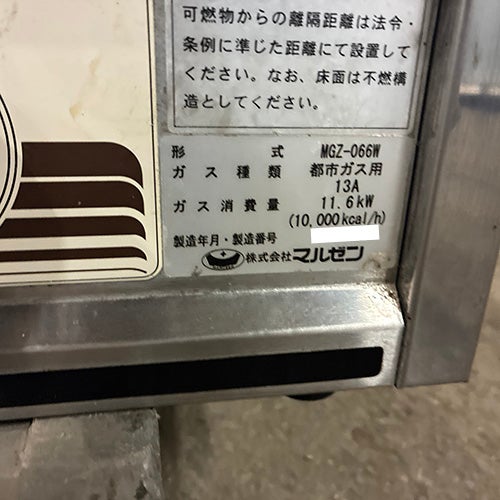 可燃物からの離隔距離は法令・
条例に準じた距離にて設置して
ください。なお、床面は不燃構
造としてください。
形式 MGZ-066W
ガス種類 都市ガス用
13A
ガス消費量 11.6kW
(10,000kcal/h)
製造年月・製造番号
株式会社マルゼン